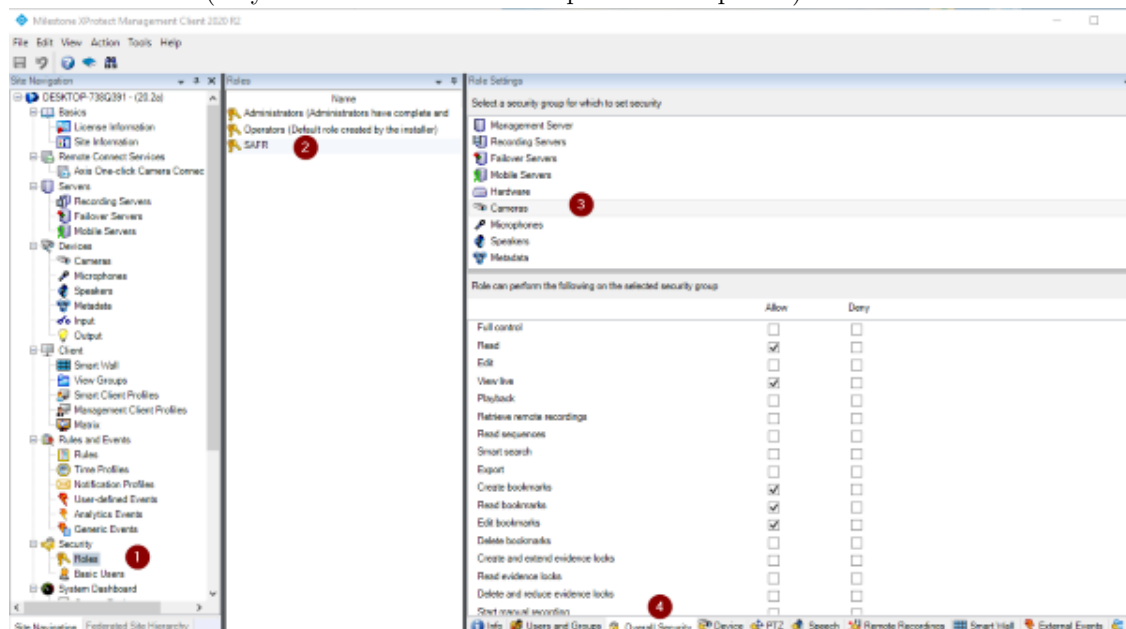 Milestone XProtect Management Client 2020 R2
File Edit View Action Tools Help
Site Navigation
DESKTOP-738Q391 - (20.2a)
Basics
License Information
Site Information
Remote Connect Services
Axis One-click Camera Connec
Servers
Recording Servers
Failover Servers
Mobile Servers
Devices
Cameras
Microphones
Speakers
Metadata
Input
Output
Client
Smart Wall
View Groups
Smart Client Profiles
Management Client Profiles
Matrix
Rules and Events
Rules
Time Profiles
Notification Profiles
User-defined Events
Analytics Events
Generic Events
Security
Roles
1
Basic Users
System Dashboard
Site Navigation Federated Site Hierarchy
Roles
Name
Administrators (Administrators have complete and
Operators (Default role created by the installer)
SAFR
2
Role Settings
Select a security group for which to set security
Management Server
Recording Servers
Failover Servers
Mobile Servers
Hardware
Cameras
3
Microphones
Speakers
Metadata
Role can perform the following on the selected security group
Allow Deny
Full control
Read
Edit
View live
Playback
Retrieve remote recordings
Read sequences
Smart search
Export
Create bookmarks
Read bookmarks
Edit bookmarks
Delete bookmarks
Create and extend evidence locks
Read evidence locks
Delete and reduce evidence locks
Start manual recording
4
Info Users and Groups Overall Security Device PTZ Speech Remote Recordings Smart Wall External Events